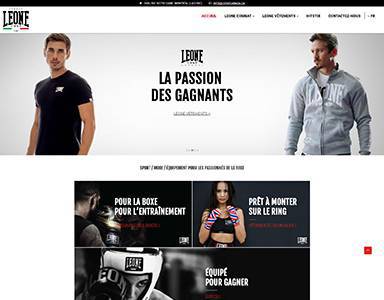 LEONE
ACCUEIL
LEONE COMBAT
LEONE VÊTEMENTS
CONTACTEZ-NOUS
FR
LEONE
LA PASSION
DES GAGNANTS
LEONE VÊTEMENTS
LEONE
SPORT / MODE / ÉQUIPEMENT POUR LES PASSIONNÉS DE LA RAGE
POUR LA BOXE
POUR L'ENTRAÎNEMENT
PRÊT À MONTER
SUR LE RING
LEONE
ÉQUIPÉ
POUR GAGNER